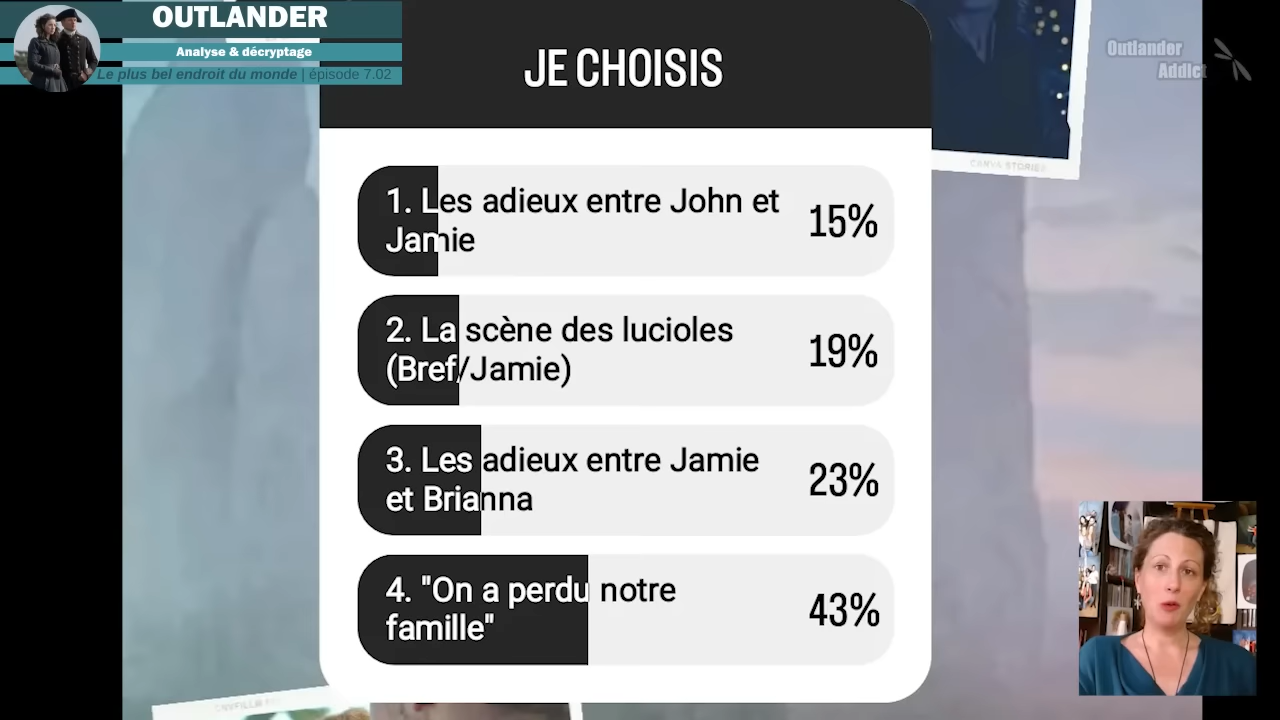 OUTLANDER
Analyse & décryptage
Le plus bel endroit du monde | épisode 7.02
Outlander
Addict
JE CHOISIS
CANVA STORIES
1. Les adieux entre John et
Jamie
15%
2. La scène des lucioles
(Bref/Jamie)
19%
3. Les adieux entre Jamie
et Brianna
23%
4. "On a perdu notre
famille"
43%